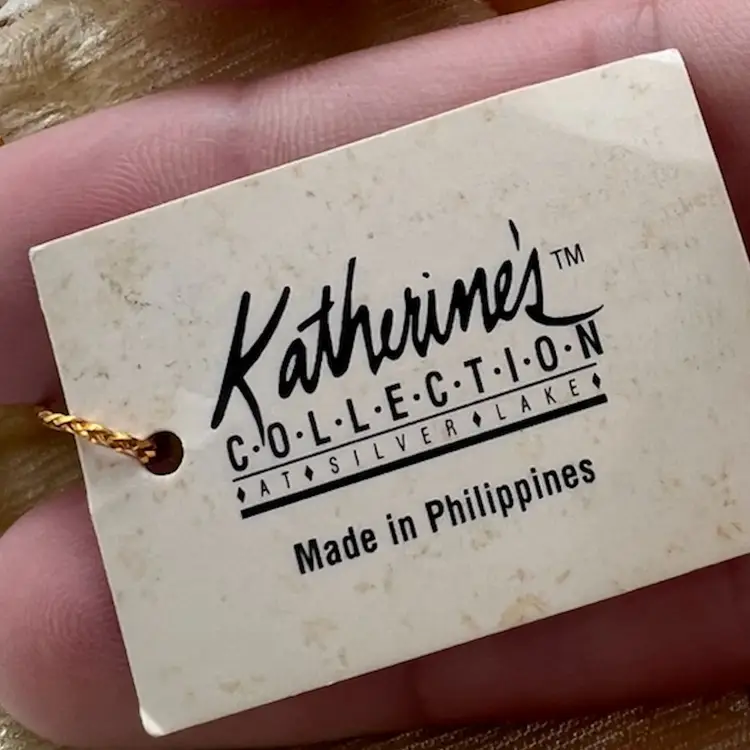 Katherine's™
C·O·L·L·E·C·T·I·O·N
♦AT♦SILVER♦LAKE♦
Made in Philippines